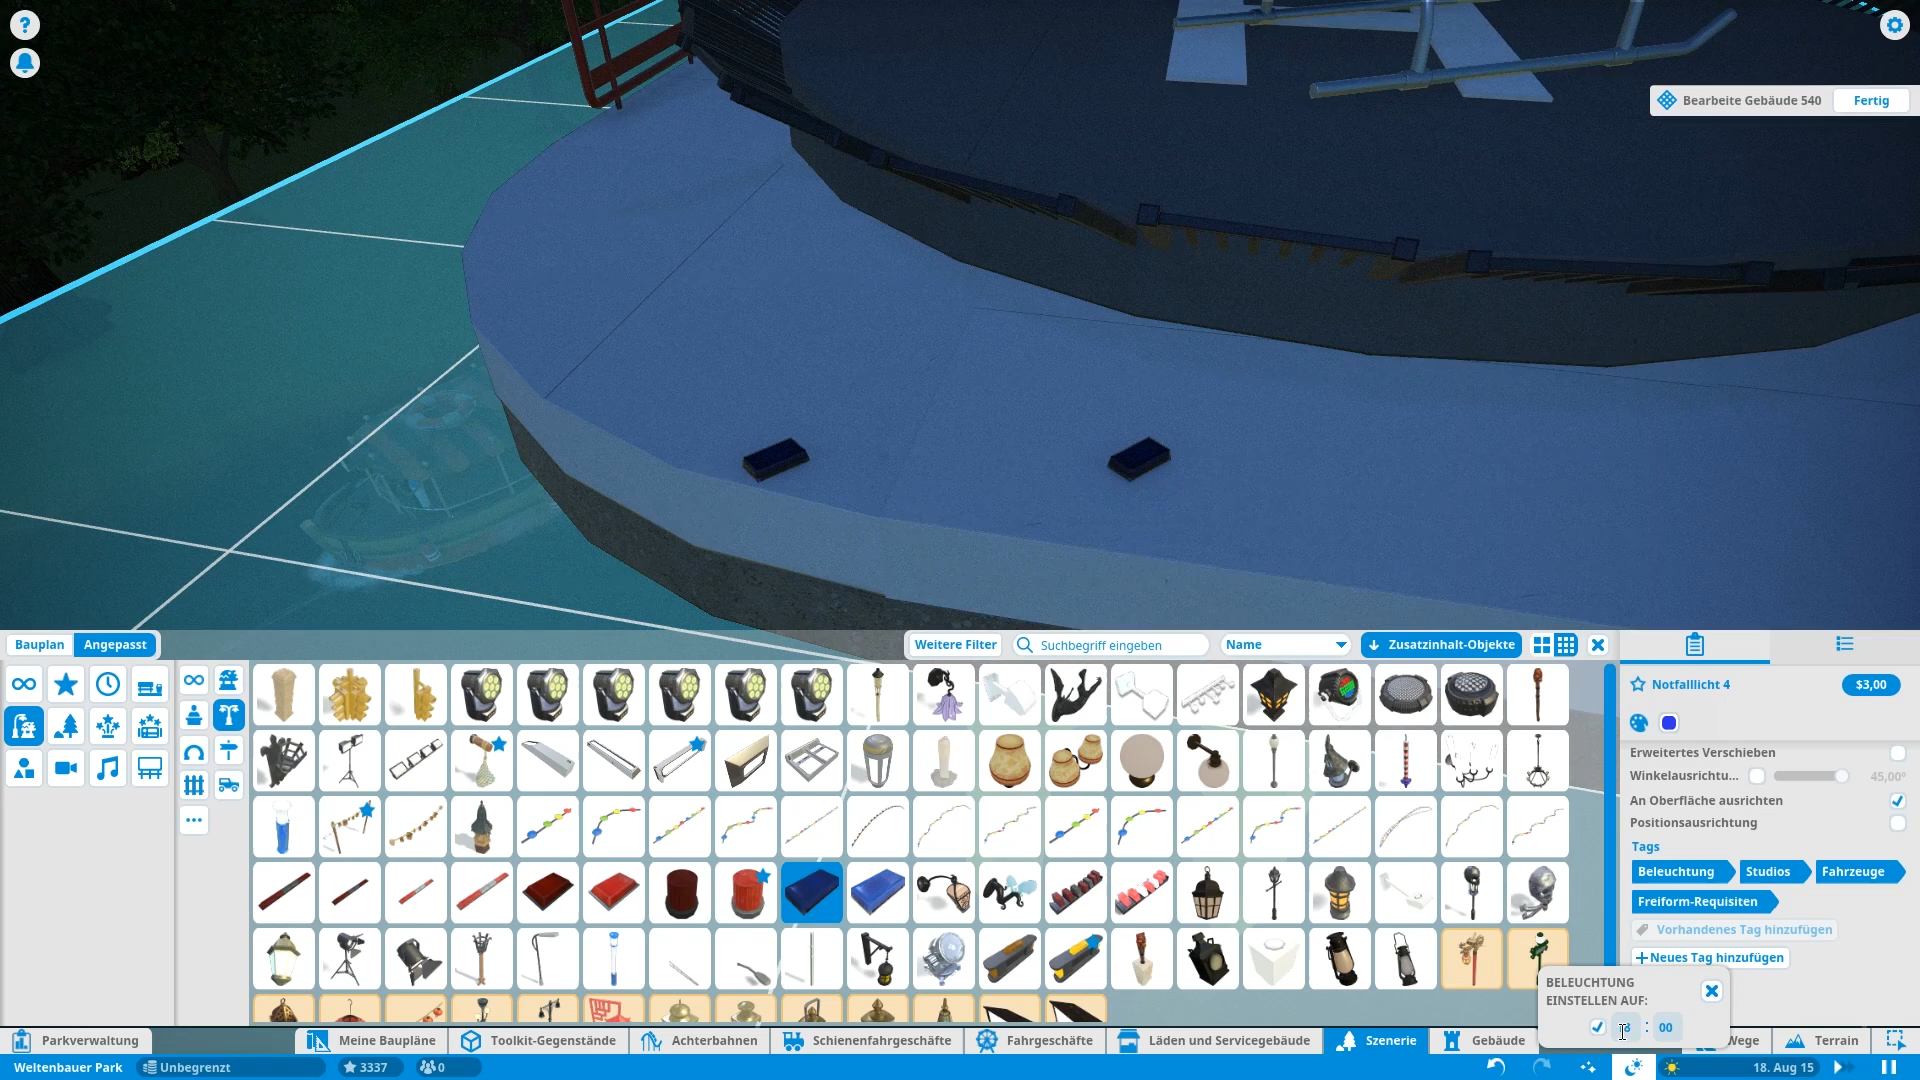 ?
Bearbeite Gebäude 540
Fertig
Bauplan
Angepasst
Weitere Filter
Suchbegriff eingeben
Name
Zusatzinhalt-Objekte
Notfalllicht 4
$3,00
Erweitertes Verschieben
Winkelausrichtu...
45,00°
An Oberfläche ausrichten
Positionsausrichtung
Tags
Beleuchtung
Studios
Fahrzeuge
Freiform-Requisiten
Vorhandenes Tag hinzufügen
+Neues Tag hinzufügen
BELEUCHTUNG
EINSTELLEN AUF:
: 00
Parkverwaltung
Meine Baupläne
Toolkit-Gegenstände
Achterbahnen
Schienenfahrgeschäfte
Fahrgeschäfte
Läden und Servicegebäude
Szenerie
Gebäude
Wege
Terrain
Weltenbauer Park
Unbegrenzt
3337
0
18. Aug 15